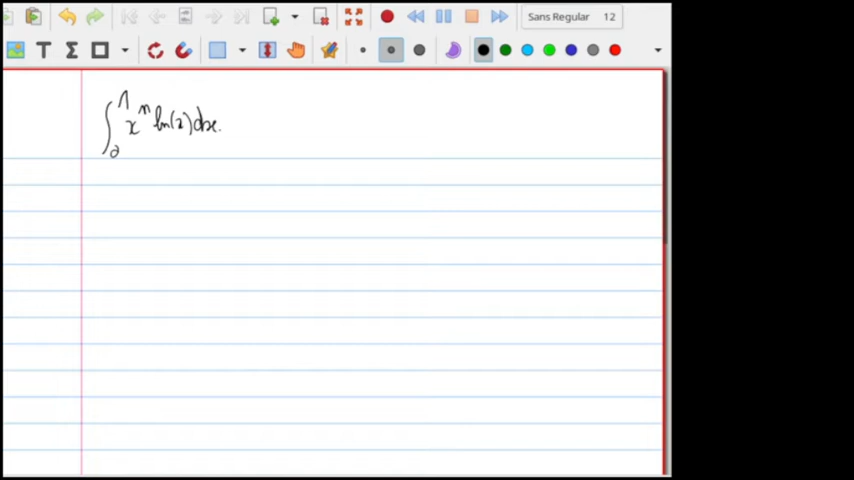 Sans Regular 12
∫₀¹ xⁿ ln(x)dx.